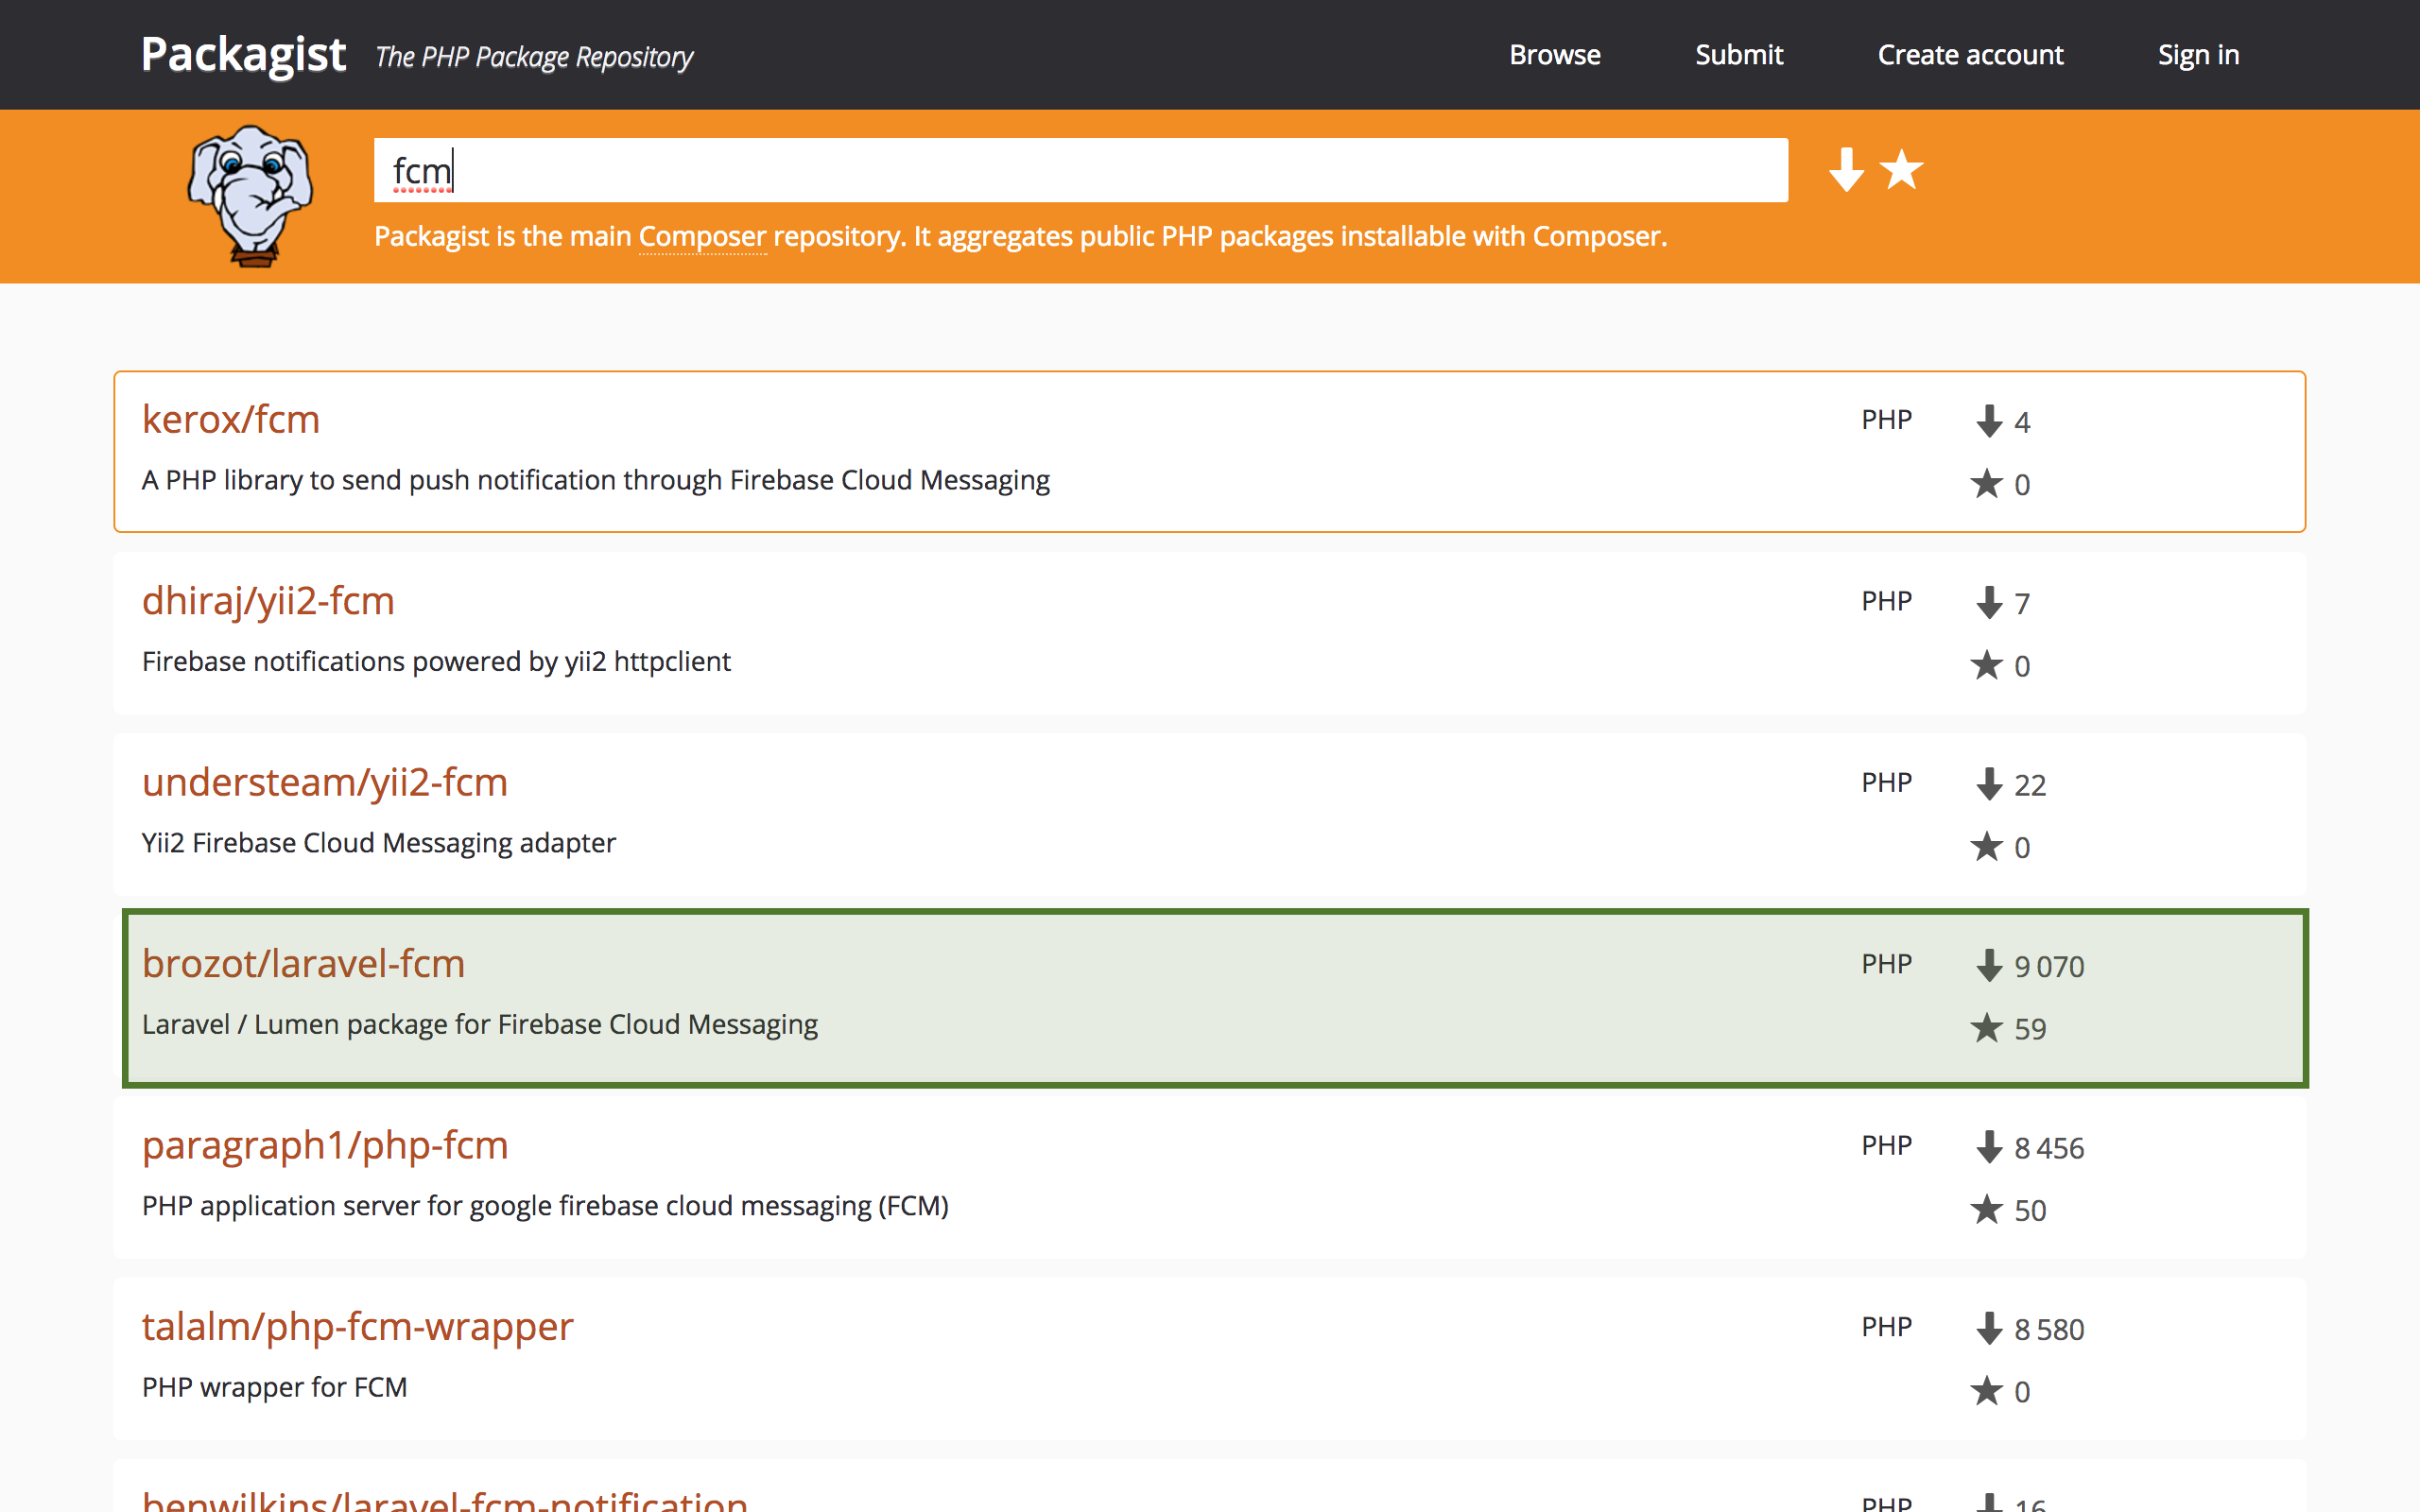 Packagist The PHP Package Repository Browse Submit Create account Sign in
fcm
Packagist is the main Composer repository. It aggregates public PHP packages installable with Composer.
kerox/fcm PHP 4
A PHP library to send push notification through Firebase Cloud Messaging 0
dhiraj/yii2-fcm PHP 7
Firebase notifications powered by yii2 httpclient 0
understeam/yii2-fcm PHP 22
Yii2 Firebase Cloud Messaging adapter 0
brozot/laravel-fcm PHP 9 070
Laravel / Lumen package for Firebase Cloud Messaging 59
paragraph1/php-fcm PHP 8 456
PHP application server for google firebase cloud messaging (FCM) 50
talalm/php-fcm-wrapper PHP 8 580
PHP wrapper for FCM 0
benwilkins/laravel-fcm-notification PHP 16